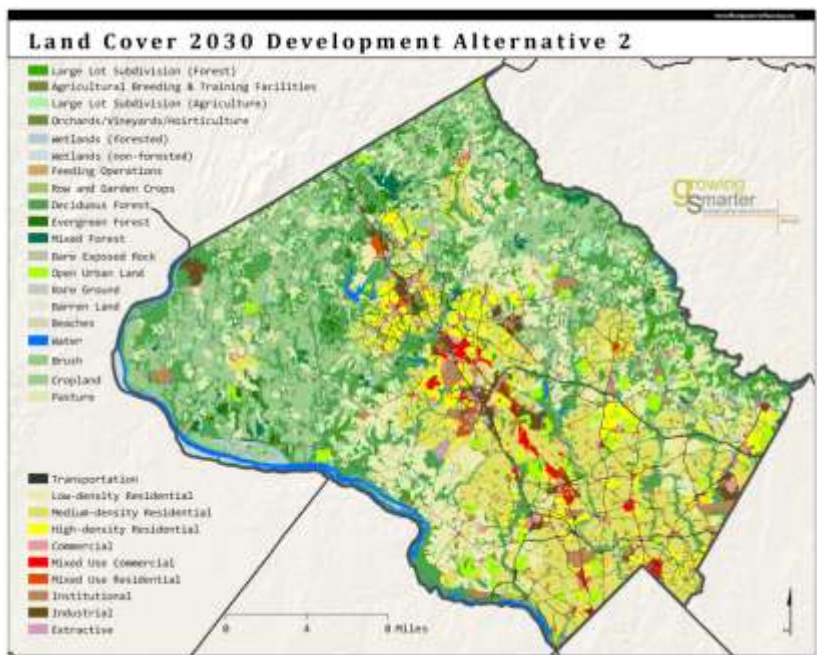 Land Cover 2030 Development Alternative 2
Large Lot Subdivision (Forest)
Agricultural Breeding & Training Facilities
Large Lot Subdivision (Agriculture)
Orchards/Vineyards/Horticulture
Wetlands (forested)
Wetlands (non-forested)
Feeding Operations
Row and Garden Crops
Deciduous Forest
Evergreen Forest
Mixed Forest
Bare Exposed Rock
Open Urban Land
Bare Ground
Barren Land
Beaches
Water
Brush
Cropland
Pasture
growing
Smarter
Transportation
Low-density Residential
Medium-density Residential
High-density Residential
Commercial
Mixed Use Commercial
Mixed Use Residential
Institutional
Industrial
Extractive
0 4 8 Miles